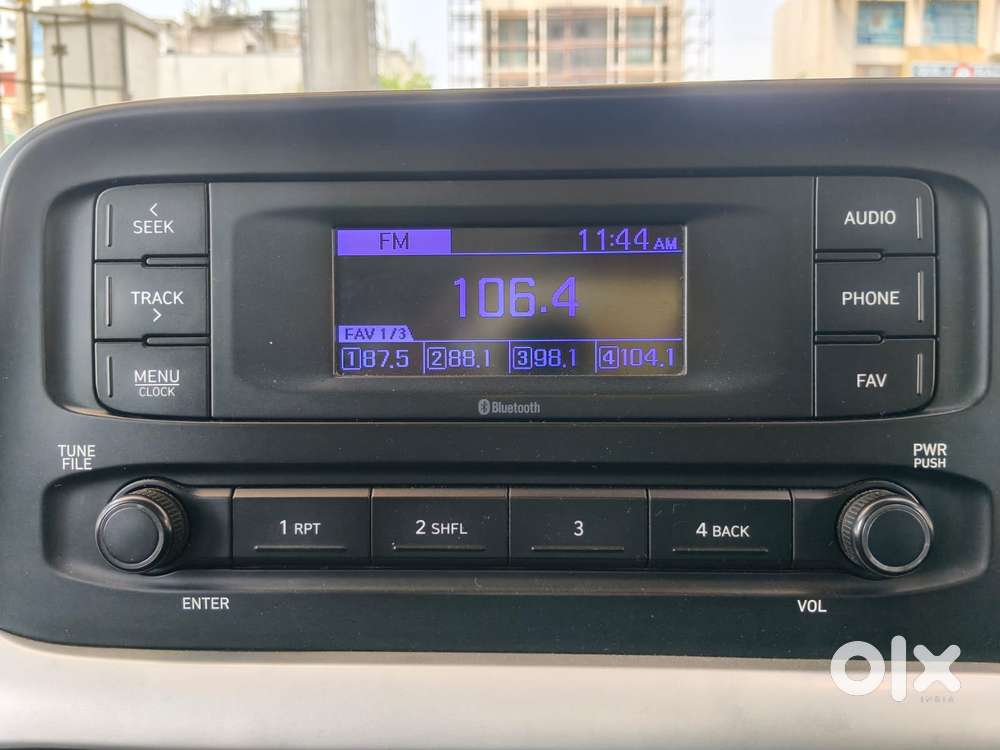 < SEEK
TRACK >
MENU
CLOCK
FM 11:44 AM
106.4
FAV 1/3
1 87.5 2 88.1 3 98.1 4 104.1
Bluetooth
AUDIO
PHONE
FAV
TUNE
FILE
PWR
PUSH
1 RPT 2 SHFL 3 4 BACK
ENTER
VOL
olx
INDIA